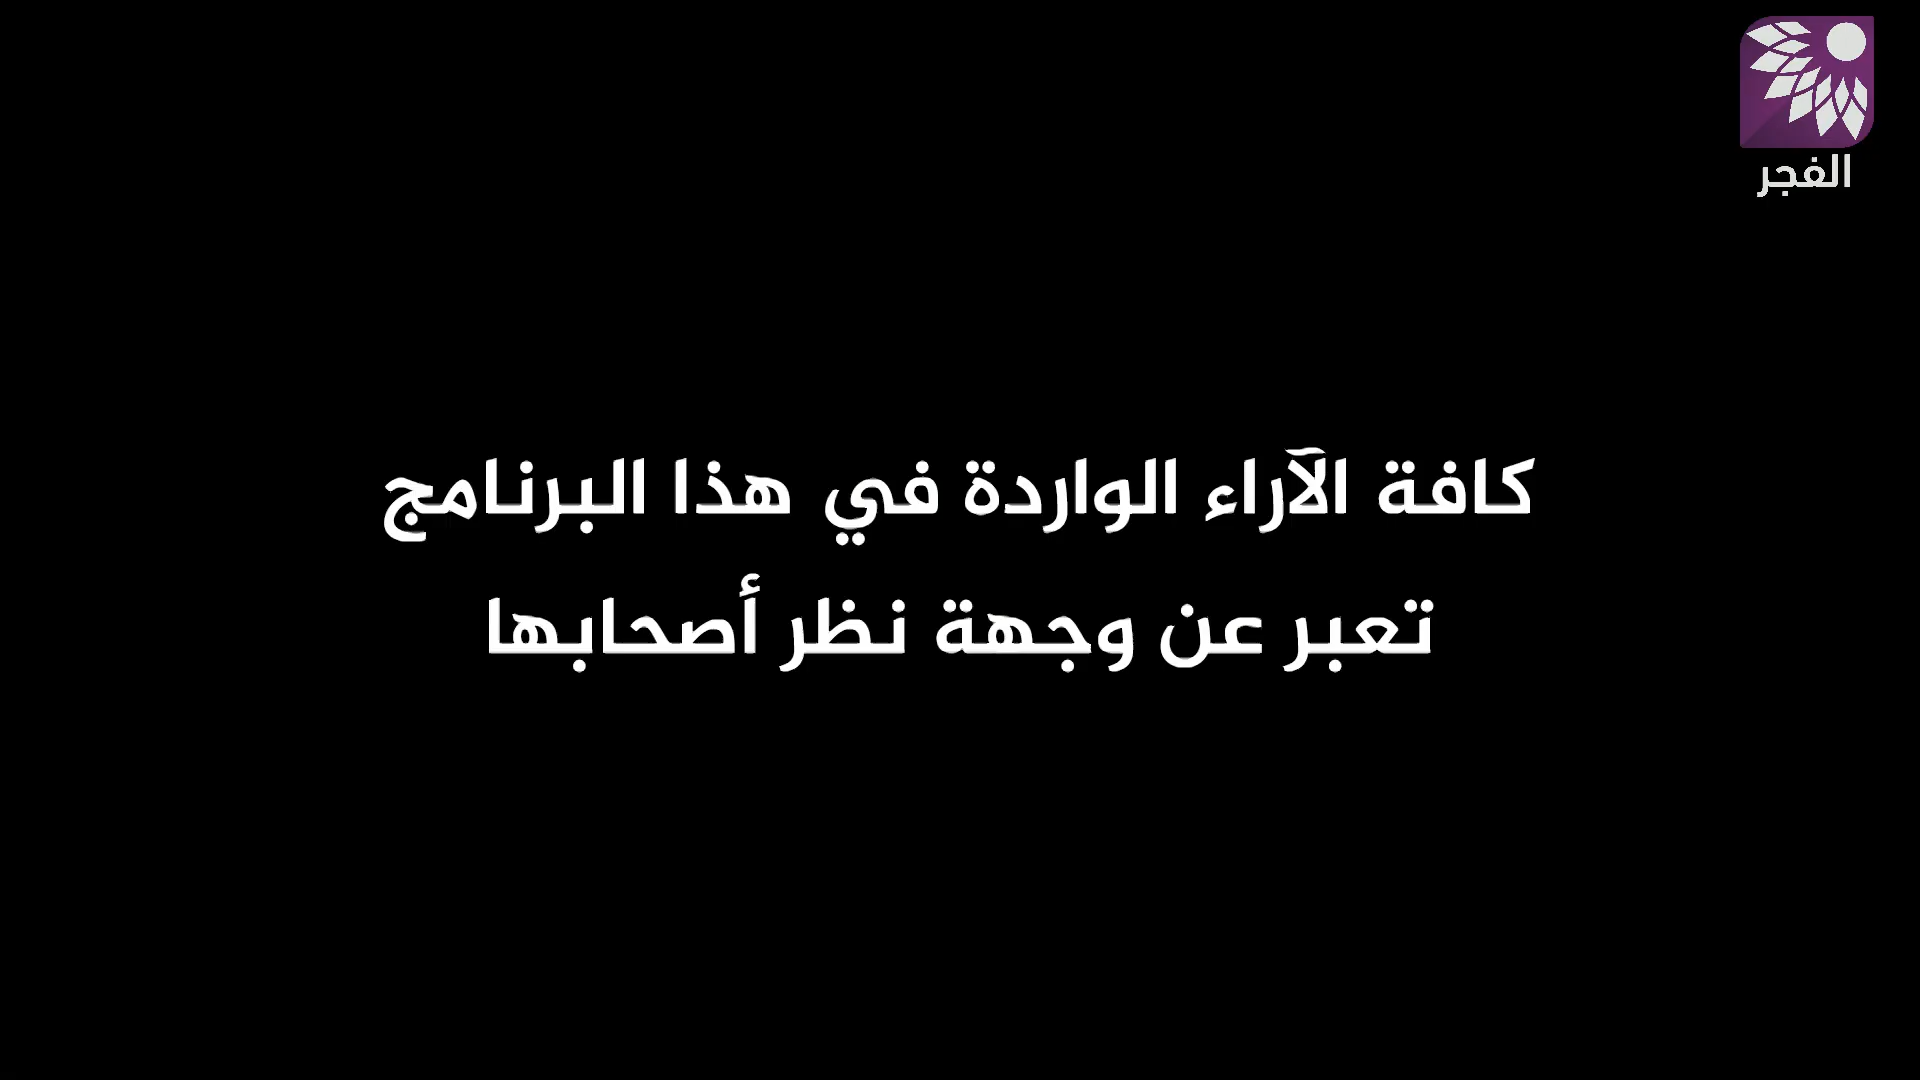 الفجر
كافة الآراء الواردة في هذا البرنامج
تعبر عن وجهة نظر أصحابها